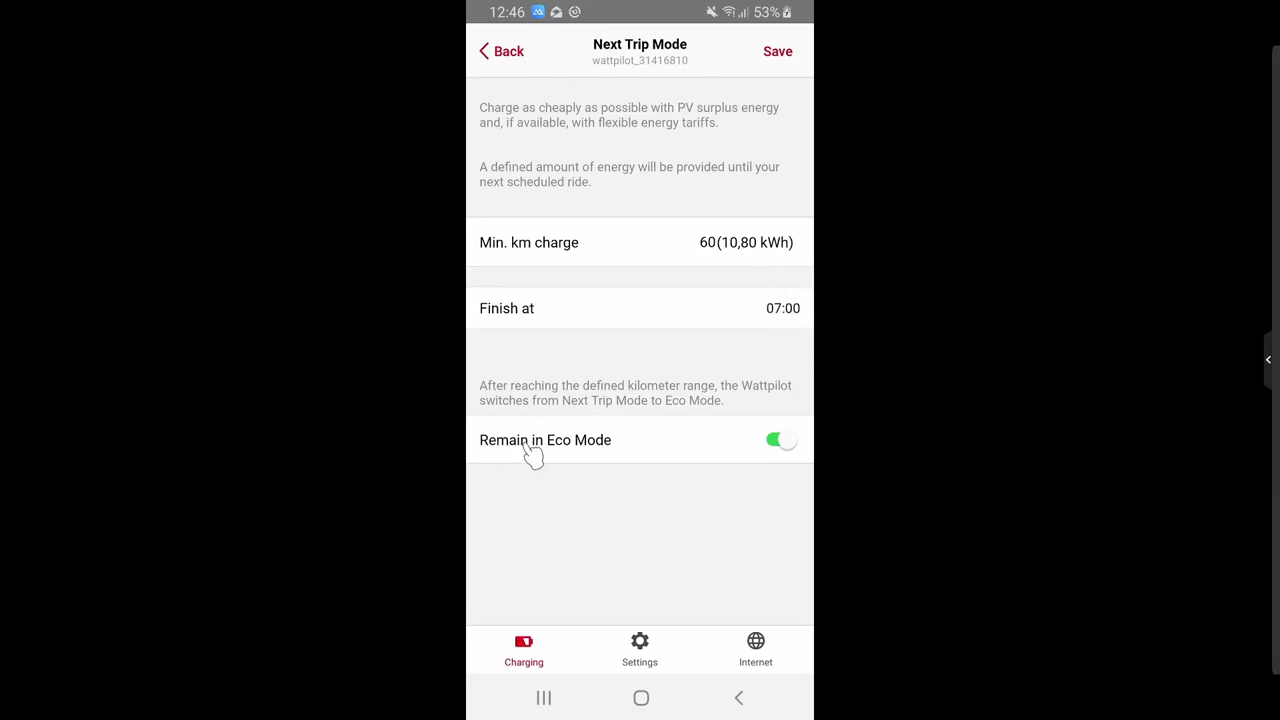 12:46
53%
Back
Next Trip Mode
Save
wattpilot_31416810
Charge as cheaply as possible with PV surplus energy
and, if available, with flexible energy tariffs.
A defined amount of energy will be provided until your
next scheduled ride.
Min. km charge 60(10,80 kWh)
Finish at 07:00
After reaching the defined kilometer range, the Wattpilot
switches from Next Trip Mode to Eco Mode.
Remain in Eco Mode
Charging Settings Internet